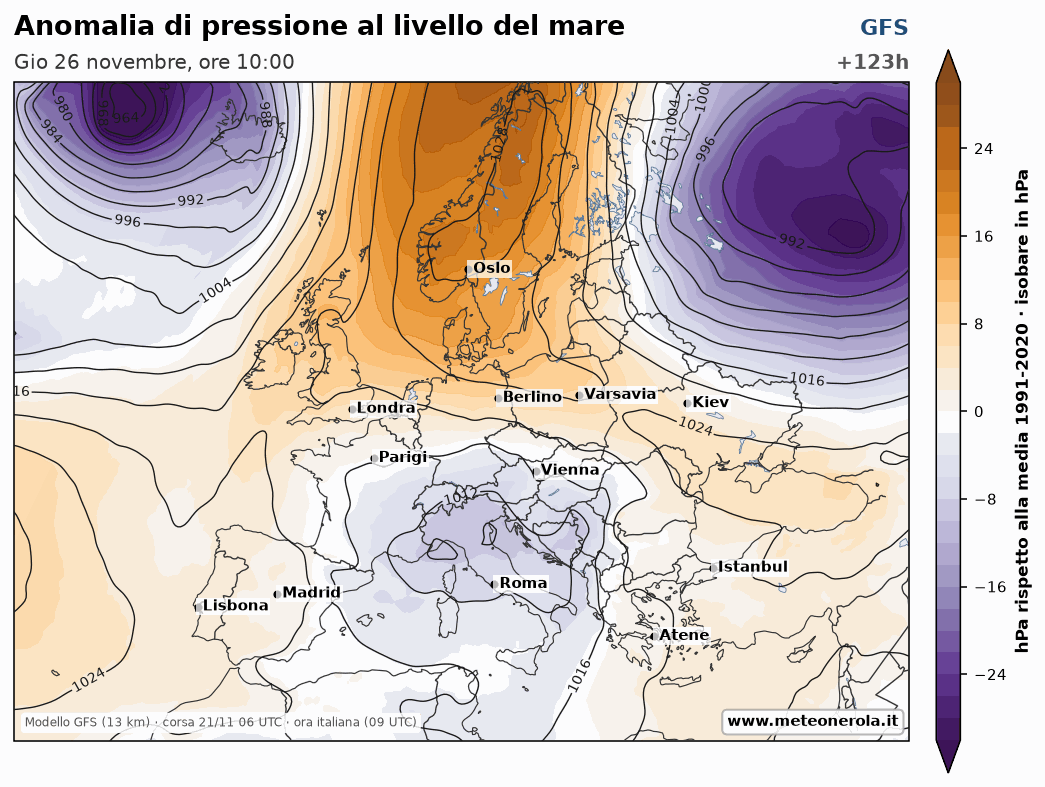 Anomalia di pressione al livello del mare
GFS
Gio 26 novembre, ore 10:00
+123h
980
984
988
964
988
992
996
1004
1028
1004
1000
996
992
1016
16
1024
1012
1016
1024
Oslo
Berlino
Varsavia
Kiev
Londra
Parigi
Vienna
Istanbul
Roma
Madrid
Lisbona
Atene
24
16
8
0
−8
−16
−24
hPa rispetto alla media 1991-2020 · isobare in hPa
Modello GFS (13 km) · corsa 21/11 06 UTC · ora italiana (09 UTC)
www.meteonerola.it